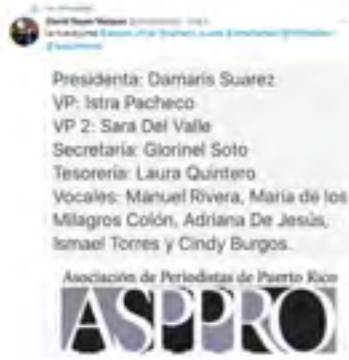 Presidenta: Damaris Suarez
VP: Istra Pacheco
VP 2: Sara Del Valle
Secretaria: Glorinel Soto
Tesorería: Laura Quintero
Vocales: Manuel Rivera, María de los
Milagros Colón, Adriana De Jesús,
Ismael Torres y Cindy Burgos.
Asociación de Periodistas de Puerto Rico
ASPPRO